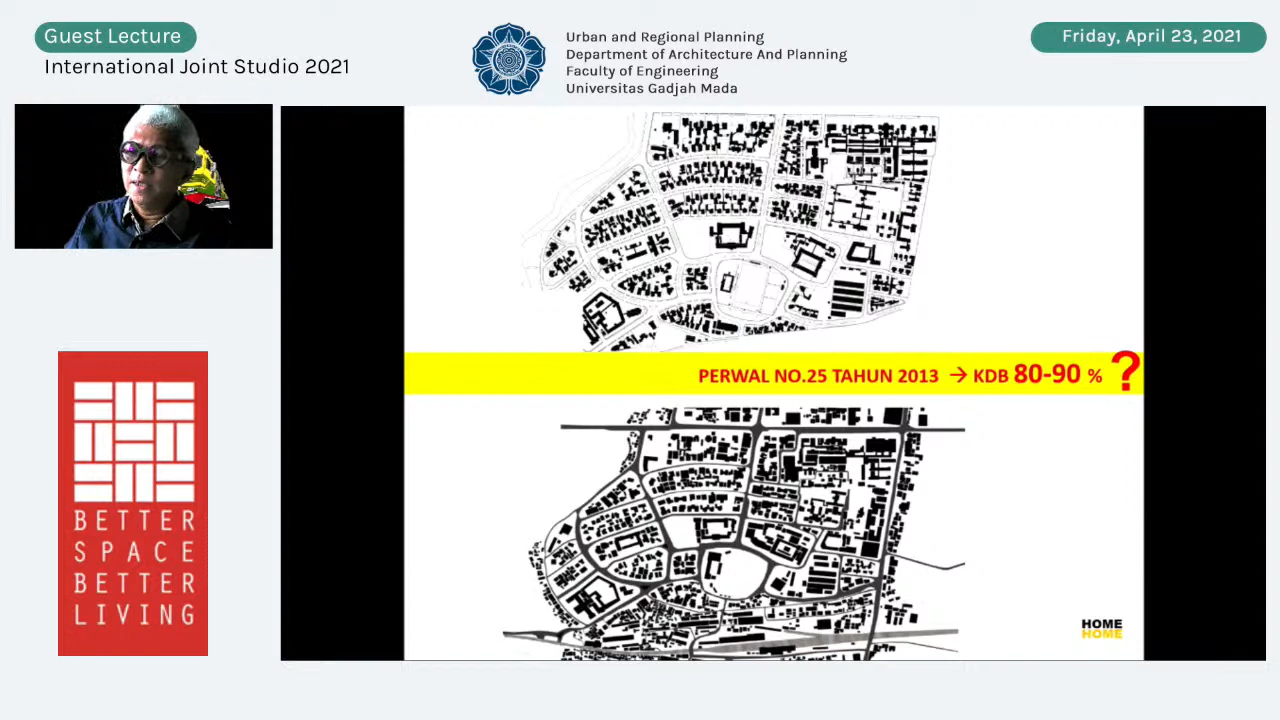 Guest Lecture
International Joint Studio 2021
Urban and Regional Planning
Department of Architecture And Planning
Faculty of Engineering
Universitas Gadjah Mada
Friday, April 23, 2021
PERWAL NO.25 TAHUN 2013 → KDB 80-90 % ?
HOME
HOME
BETTER
SPACE
BETTER
LIVING